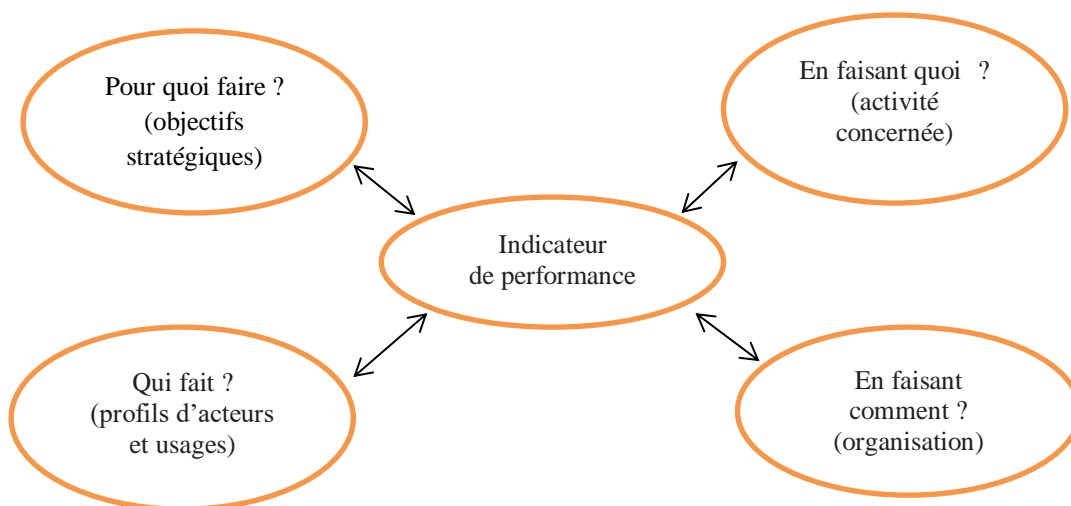 Pour quoi faire ?
(objectifs
stratégiques)
En faisant quoi  ?
(activité
concernée)
Indicateur
de performance
Qui fait ?
(profils d’acteurs
et usages)
En faisant
comment ?
(organisation)